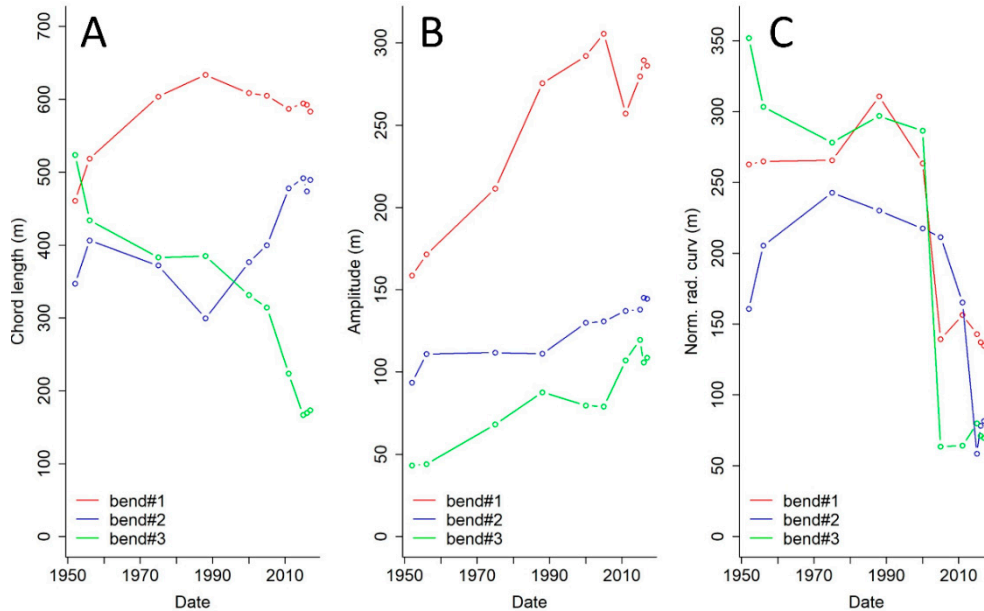 A
Chord length (m)
700
600
500
400
300
200
100
0
bend#1
bend#2
bend#3
1950
1970
1990
2010
Date
B
Amplitude (m)
300
250
200
150
100
50
0
bend#1
bend#2
bend#3
1950
1970
1990
2010
Date
C
Norm. rad. curv (m)
350
300
250
200
150
100
50
0
bend#1
bend#2
bend#3
1950
1970
1990
2010
Date